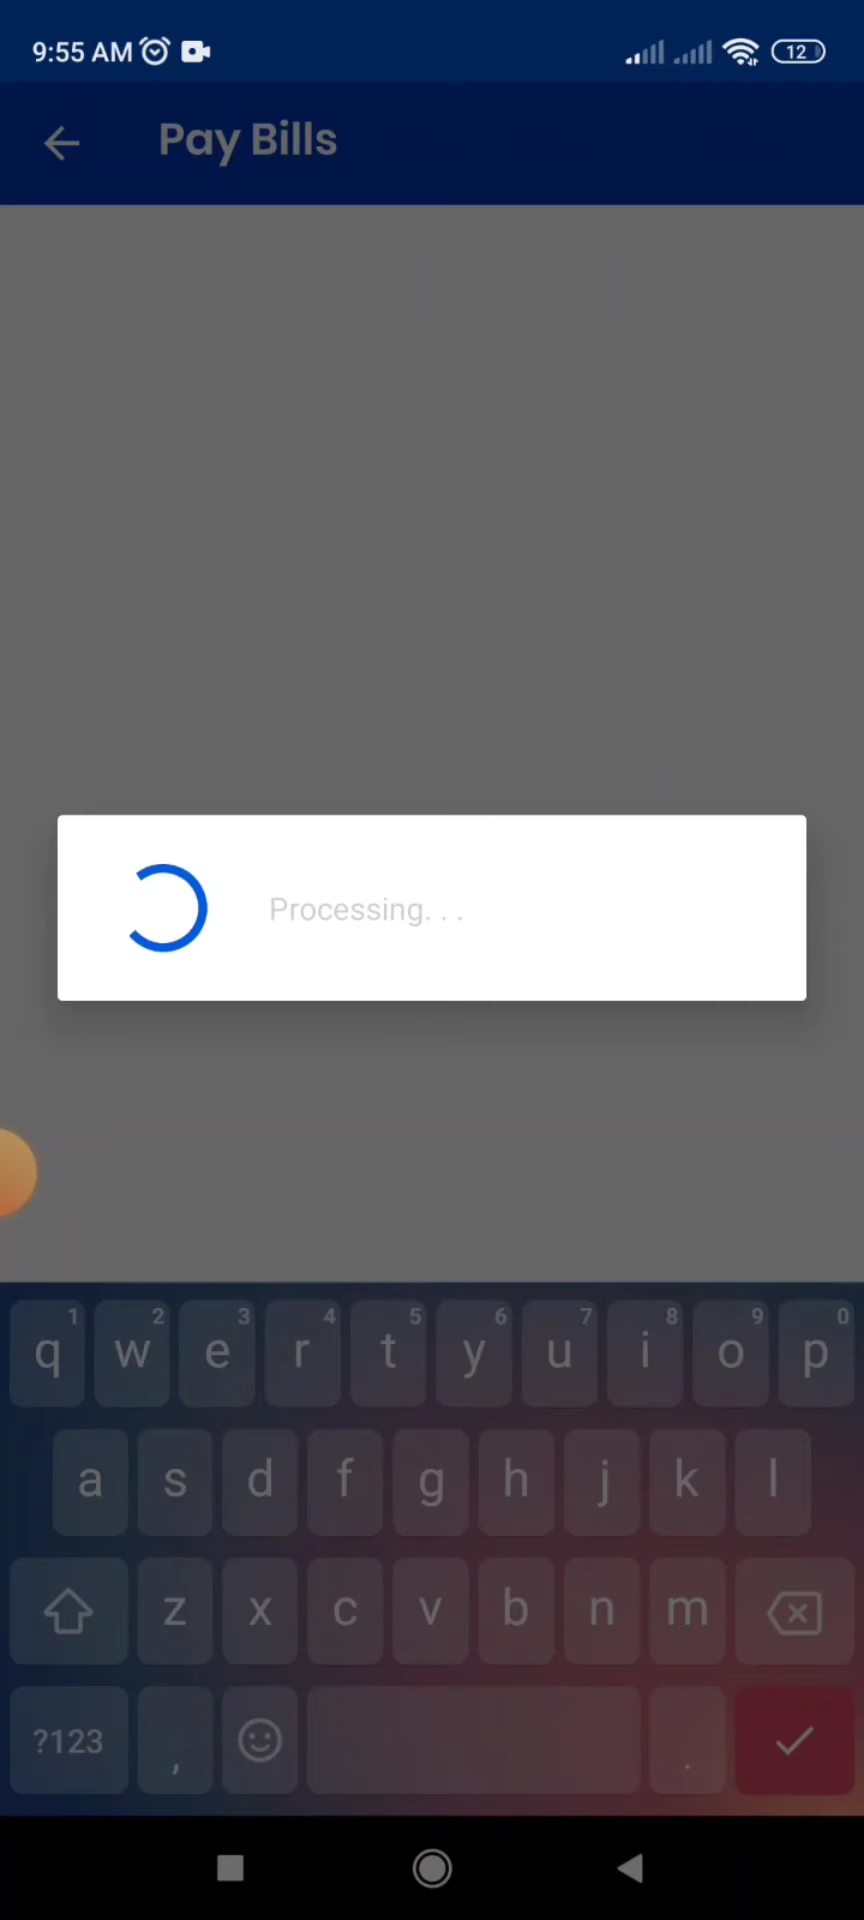 9:55 AM
12
Pay Bills
Processing. . .
1 2 3 4 5 6 7 8 9 0
q w e r t y u i o p
a s d f g h j k l
z x c v b n m
?123 , .